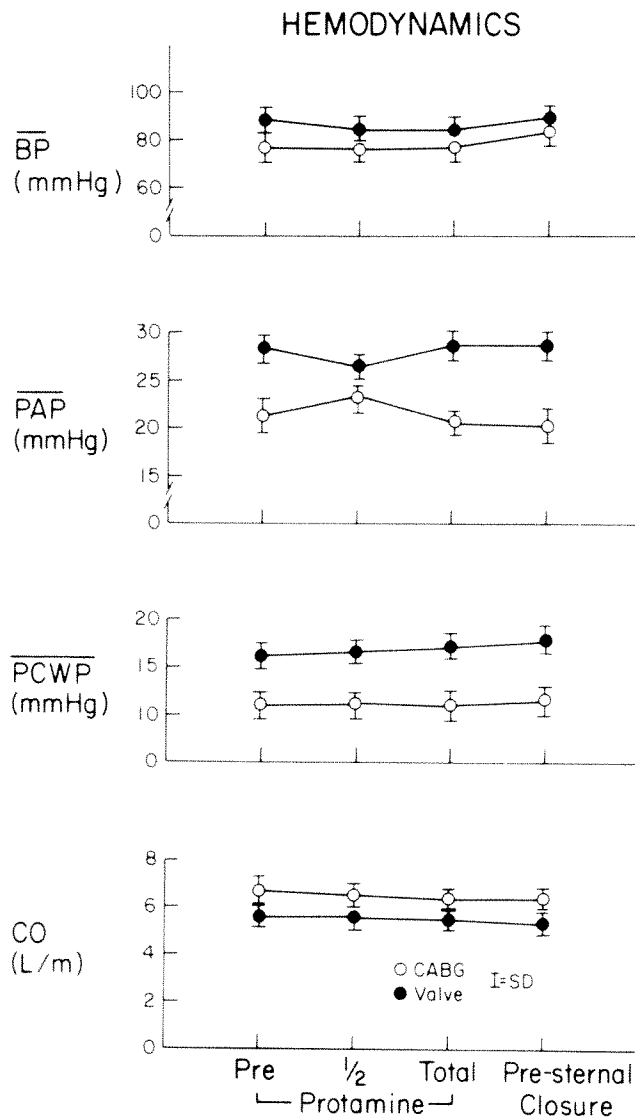 HEMODYNAMICS
100
80
60
0
BP
(mmHg)
30
25
20
15
0
PAP
(mmHg)
20
15
10
0
PCWP
(mmHg)
8
6
4
2
0
CO
(L/m)
CABG I=SD
Valve
Pre 1/2 Total Pre-sternal
Protamine Closure